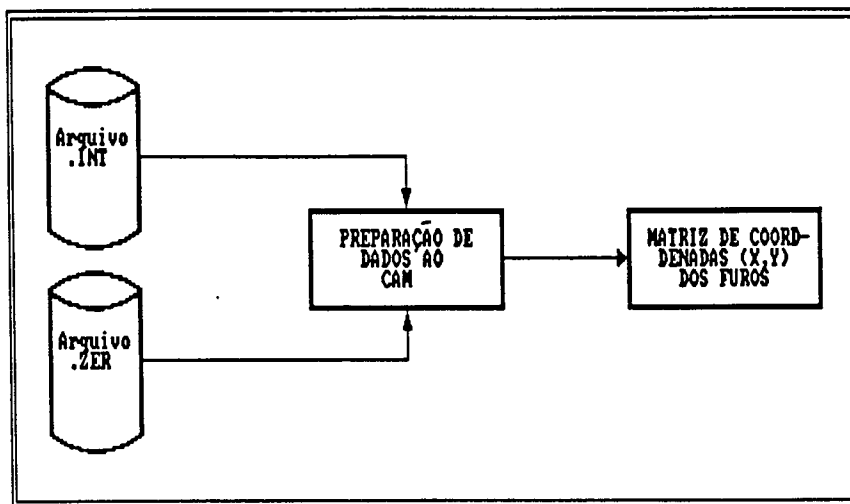 Arquivo
.INT
PREPARAÇÃO DE
DADOS AO
CAM
MATRIZ DE COORD-
DENADAS (X,Y)
DOS FUROS
Arquivo
.ZER